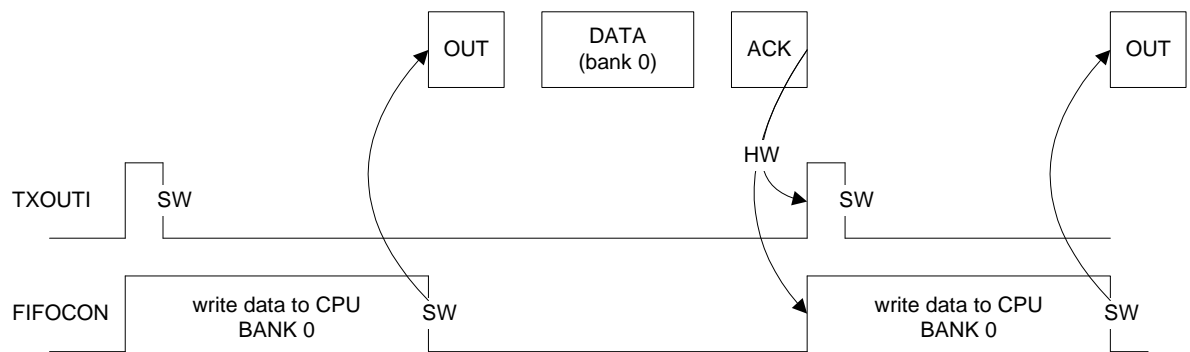 OUT
DATA
(bank 0)
ACK
OUT
HW
TXOUTI
SW
SW
FIFOCON
write data to CPU
BANK 0
SW
write data to CPU
BANK 0
SW